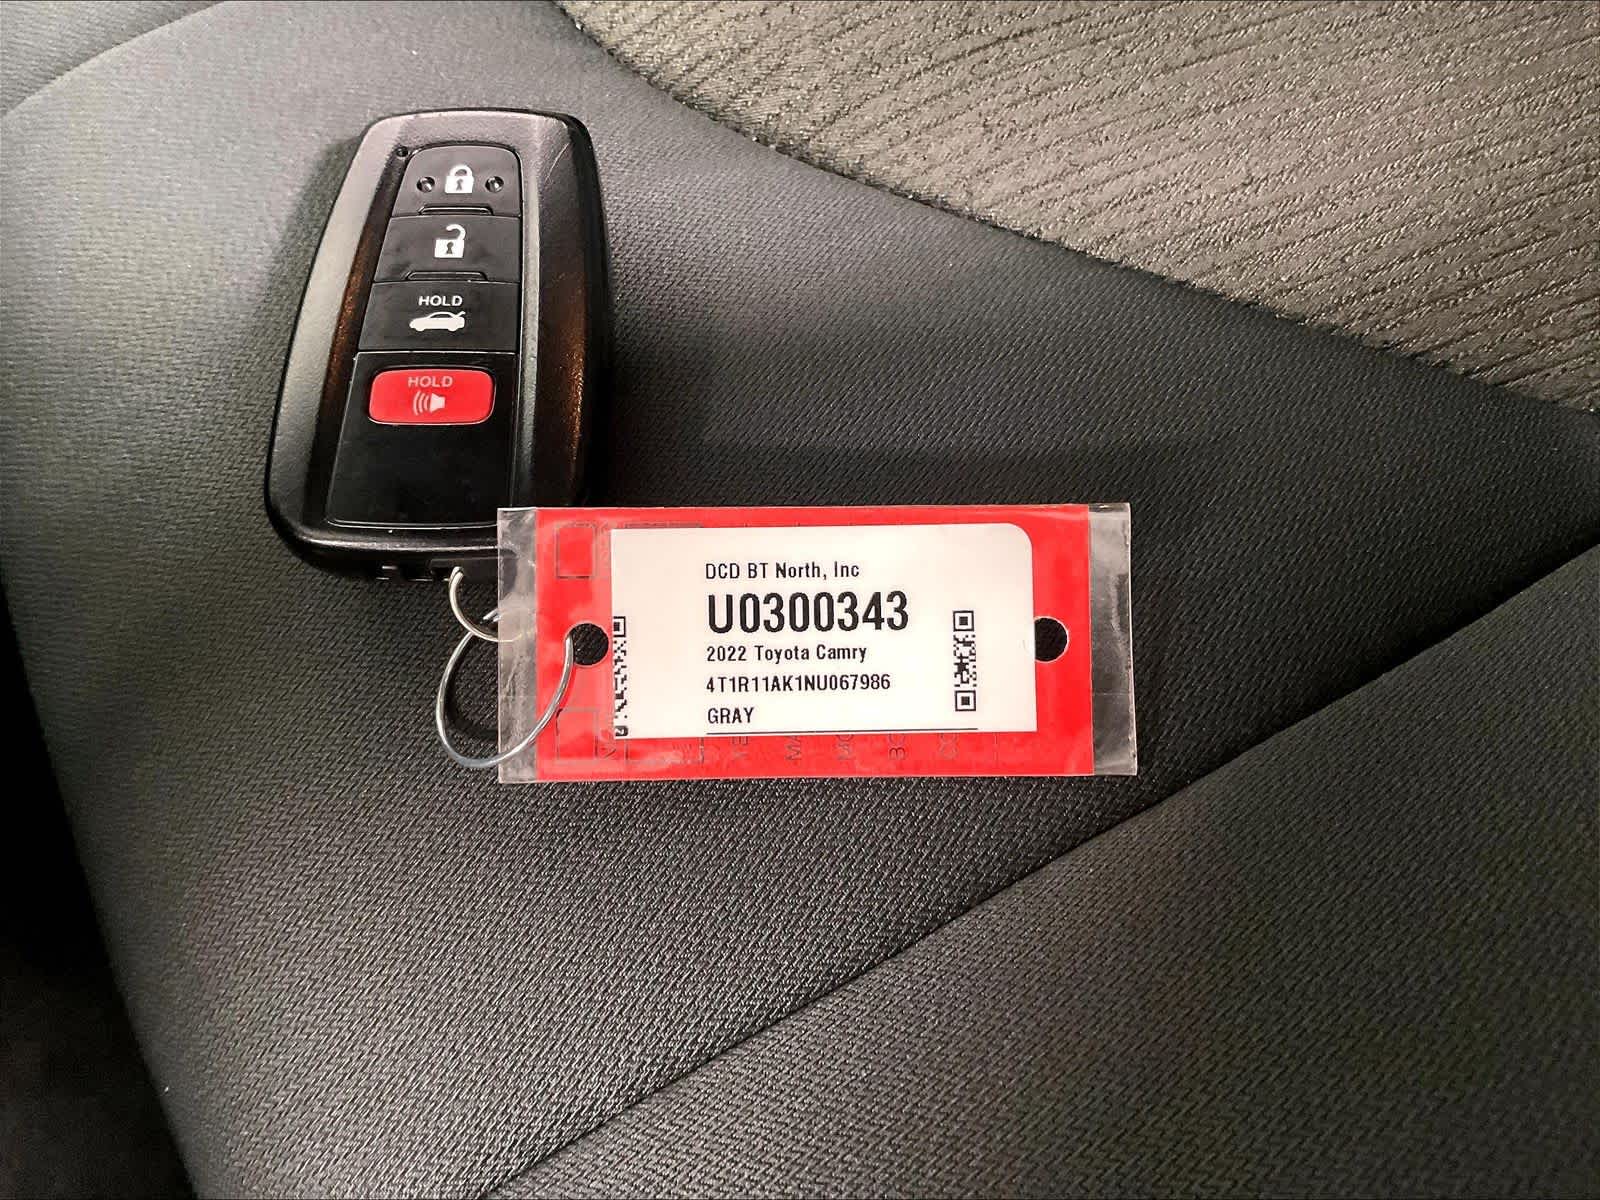 HOLD
HOLD
DCD BT North, Inc
U0300343
2022 Toyota Camry
4T1R11AK1NU067986
GRAY